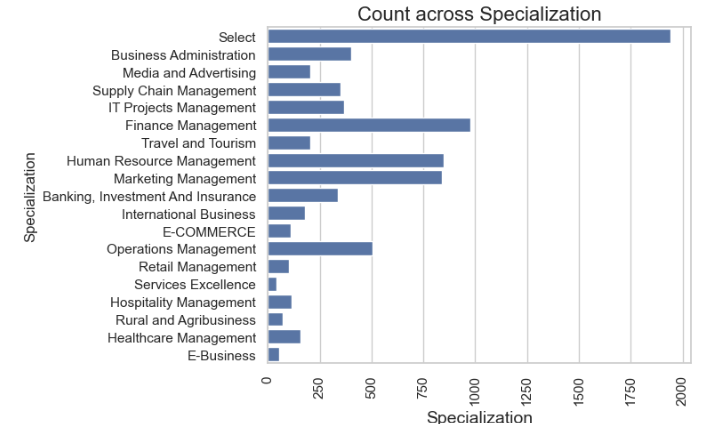 Count across Specialization
Select
Business Administration
Media and Advertising
Supply Chain Management
IT Projects Management
Finance Management
Travel and Tourism
Human Resource Management
Marketing Management
Banking, Investment And Insurance
International Business
E-COMMERCE
Operations Management
Retail Management
Services Excellence
Hospitality Management
Rural and Agribusiness
Healthcare Management
E-Business
Specialization
0 250 500 750 1000 1250 1500 1750 2000
Specialization